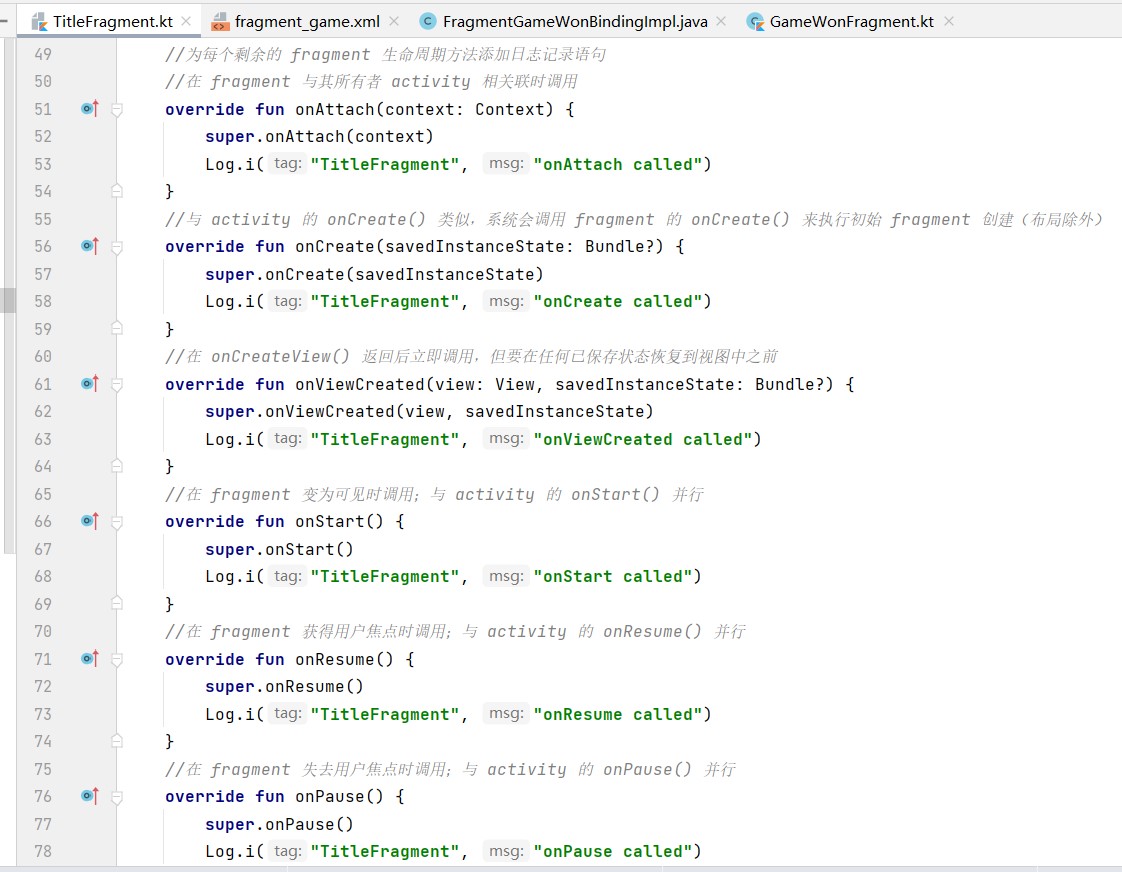 TitleFragment.kt fragment_game.xml FragnentGameWonBindingImpl.java GameWonFragment.kt
49 //为每个剩余的 fragment 生命周期方法添加日志记录语句
50 //在 fragment 与其所有者 activity 相关联时调用
51 override fun onAttach(context: Context) {
52 super.onAttach(context)
53 Log.i( tag: "TitleFragment", msg: "onAttach called")
54 }
55 //与 activity 的 onCreate() 类似，系统会调用 fragment 的 onCreate() 来执行初始 fragment 创建（布局除外）
56 override fun onCreate(savedInstanceState: Bundle?) {
57 super.onCreate(savedInstanceState)
58 Log.i( tag: "TitleFragment", msg: "onCreate called")
59 }
60 //在 onCreateView() 返回后立即调用，但要在任何已保存状态恢复到视图中之前
61 override fun onViewCreated(view: View, savedInstanceState: Bundle?) {
62 super.onViewCreated(view, savedInstanceState)
63 Log.i( tag: "TitleFragment", msg: "onViewCreated called")
64 }
65 //在 fragment 变为可见时调用；与 activity 的 onStart() 并行
66 override fun onStart() {
67 super.onStart()
68 Log.i( tag: "TitleFragment", msg: "onStart called")
69 }
70 //在 fragment 获得用户焦点时调用；与 activity 的 onResume() 并行
71 override fun onResume() {
72 super.onResume()
73 Log.i( tag: "TitleFragment", msg: "onResume called")
74 }
75 //在 fragment 失去用户焦点时调用；与 activity 的 onPause() 并行
76 override fun onPause() {
77 super.onPause()
78 Log.i( tag: "TitleFragment", msg: "onPause called")